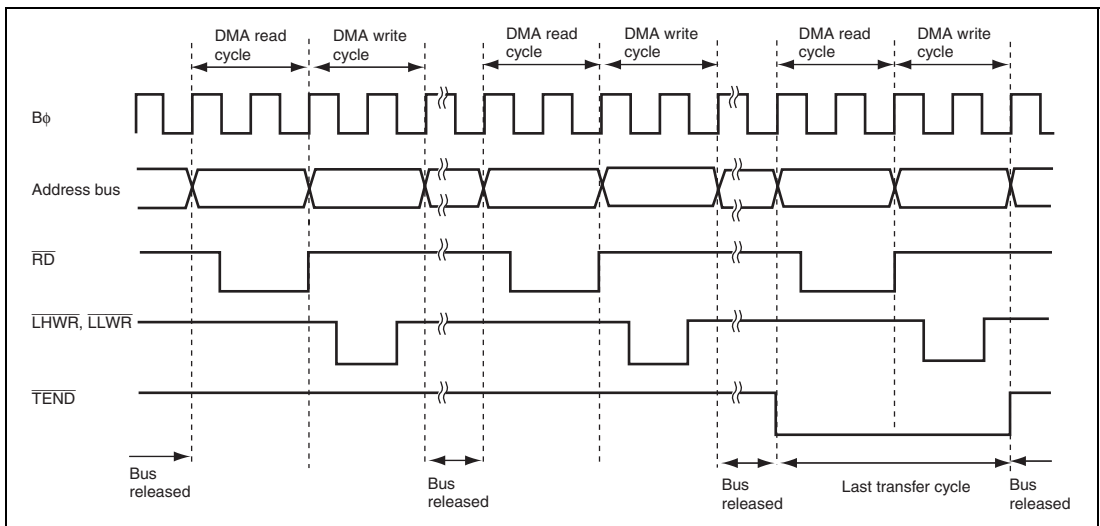 DMA read
cycle
DMA write
cycle
DMA read
cycle
DMA write
cycle
DMA read
cycle
DMA write
cycle
Bϕ
Address bus
RD
LHWR, LLWR
TEND
Bus
released
Bus
released
Bus
released
Last transfer cycle
Bus
released